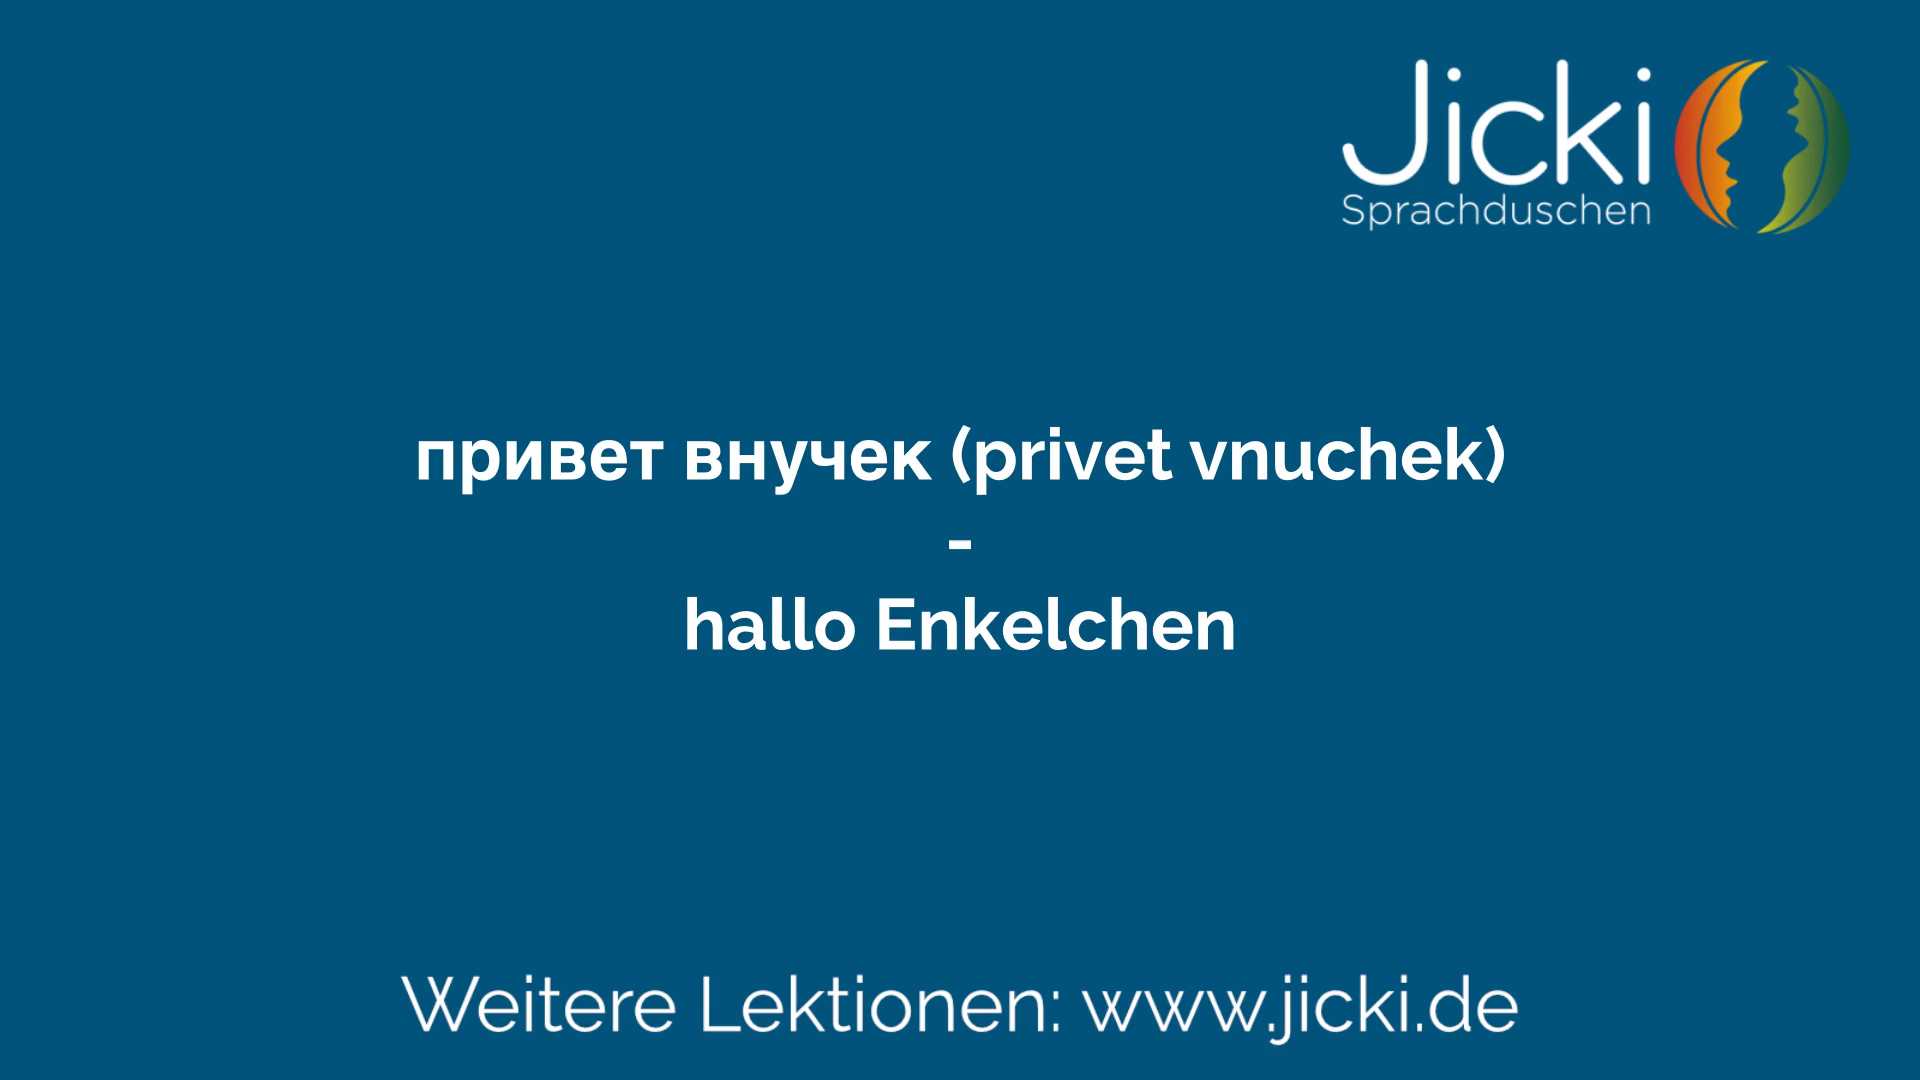 Jicki
Sprachduschen
привет внучек (privet vnuchek)
-
hallo Enkelchen
Weitere Lektionen: www.jicki.de